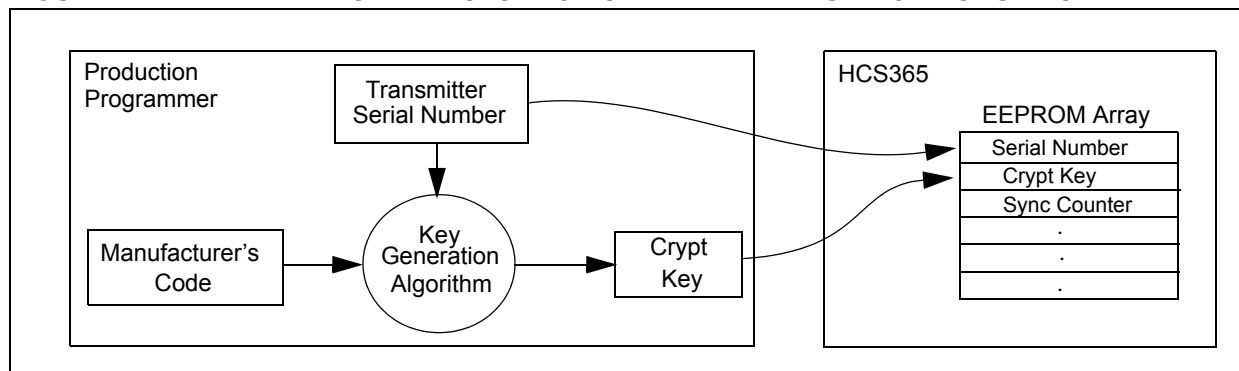 Production
Programmer
Transmitter
Serial Number
Manufacturer's
Code
Key
Generation
Algorithm
Crypt
Key
HCS365
EEPROM Array
Serial Number
Crypt Key
Sync Counter
.
.
.